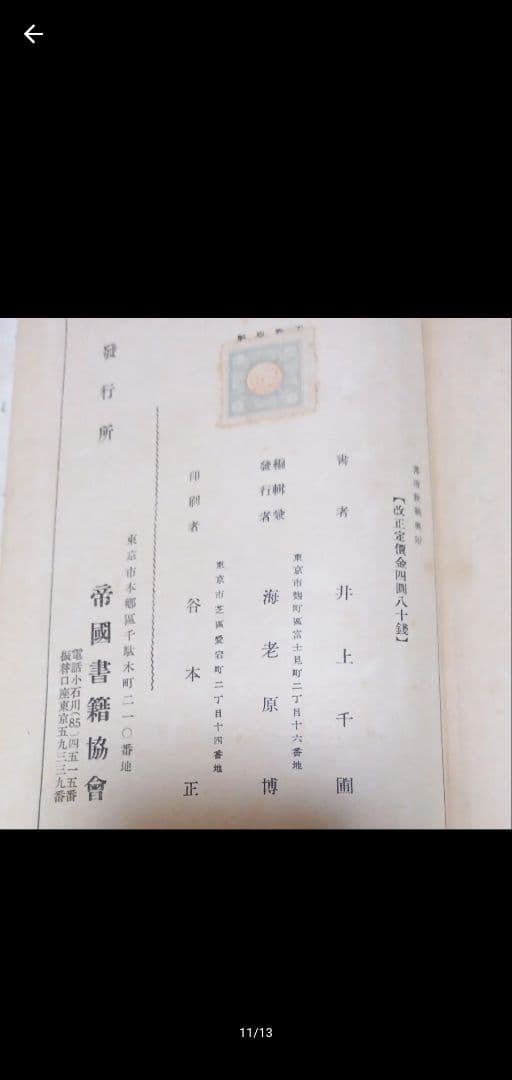 【改正定價金四圓八十錢】
書者 井上千圃
東京市麴町區富士見町二丁目十六番地
編輯兼
發行者 海老原博
東京市芝區愛宕町二丁目十四番地
印刷者 谷本正
東京市本鄕區千駄木町二一〇番地
發行所 帝國書籍協會
電話小石川(85)四五一五番
振替口座東京五九三三九番
11/13